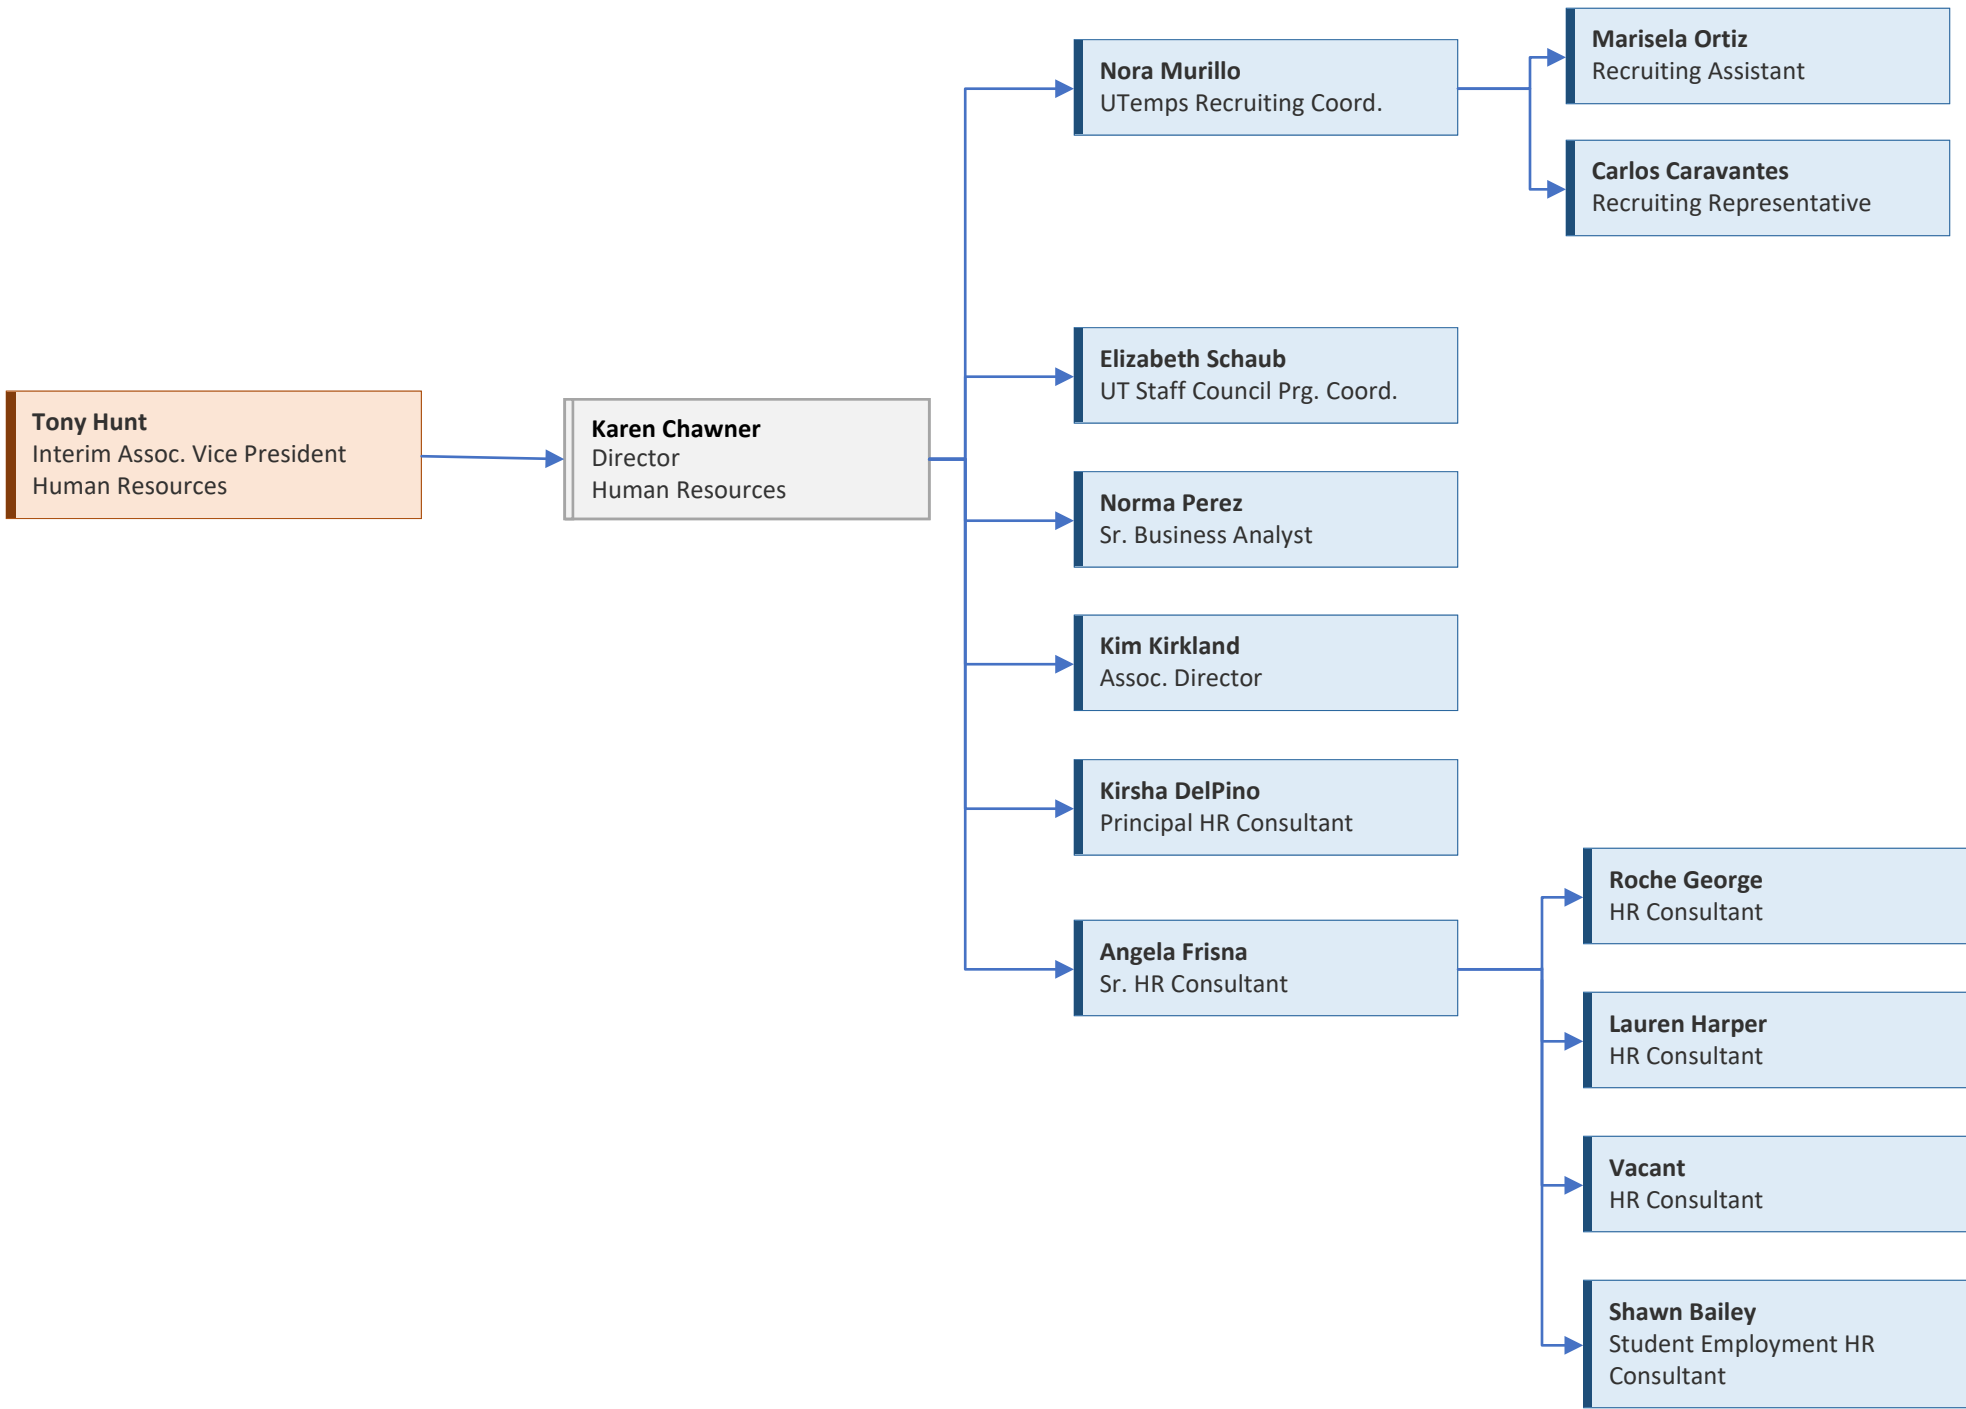 Tony Hunt
Interim Assoc. Vice President
Human Resources
Karen Chawner
Director
Human Resources
Nora Murillo
UTemps Recruiting Coord.
Marisela Ortiz
Recruiting Assistant
Carlos Caravantes
Recruiting Representative
Elizabeth Schaub
UT Staff Council Prg. Coord.
Norma Perez
Sr. Business Analyst
Kim Kirkland
Assoc. Director
Kirsha DelPino
Principal HR Consultant
Angela Frisna
Sr. HR Consultant
Roche George
HR Consultant
Lauren Harper
HR Consultant
Vacant
HR Consultant
Shawn Bailey
Student Employment HR
Consultant